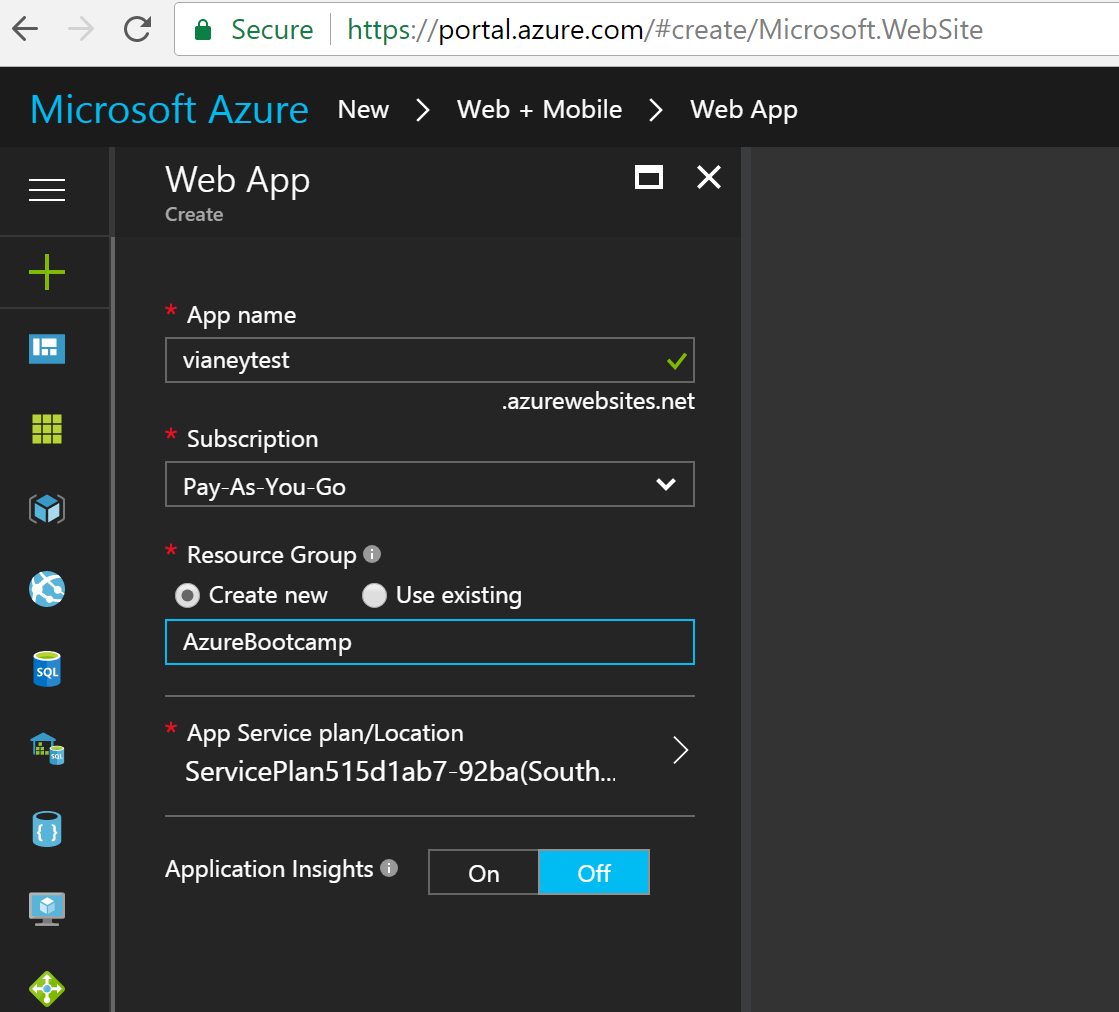 Secure https://portal.azure.com/#create/Microsoft.WebSite
Microsoft Azure New > Web + Mobile > Web App
Web App
Create
* App name
vianeytest
.azurewebsites.net
* Subscription
Pay-As-You-Go
* Resource Group
Create new Use existing
AzureBootcamp
* App Service plan/Location
ServicePlan515d1ab7-92ba(South...
Application Insights On Off
SQL
SQL
{ }